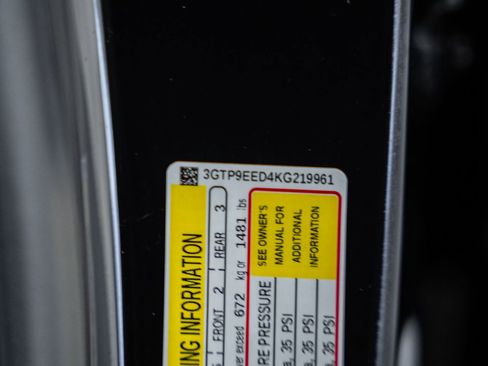 3GTP9EED4KG219961
ING INFORMATION
FRONT 2 REAR 3
ver exceed 672 kg or 1481 lbs
RE PRESSURE
SEE OWNER'S
MANUAL FOR
ADDITIONAL
INFORMATION
a, 35 PSI
a, 35 PSI
a, 35 PSI